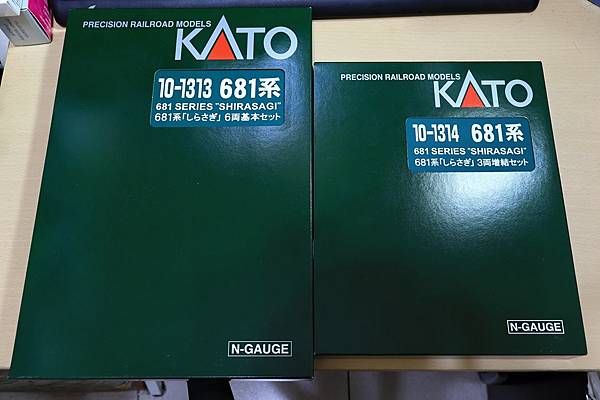 PRECISION RAILROAD MODELS
KATO
10-1313 681系
681 SERIES "SHIRASAGI"
681系「しらさぎ」6両基本セット
N-GAUGE
PRECISION RAILROAD MODELS
KATO
10-1314 681系
681 SERIES "SHIRASAGI"
681系「しらさぎ」3両増結セット
N-GAUGE